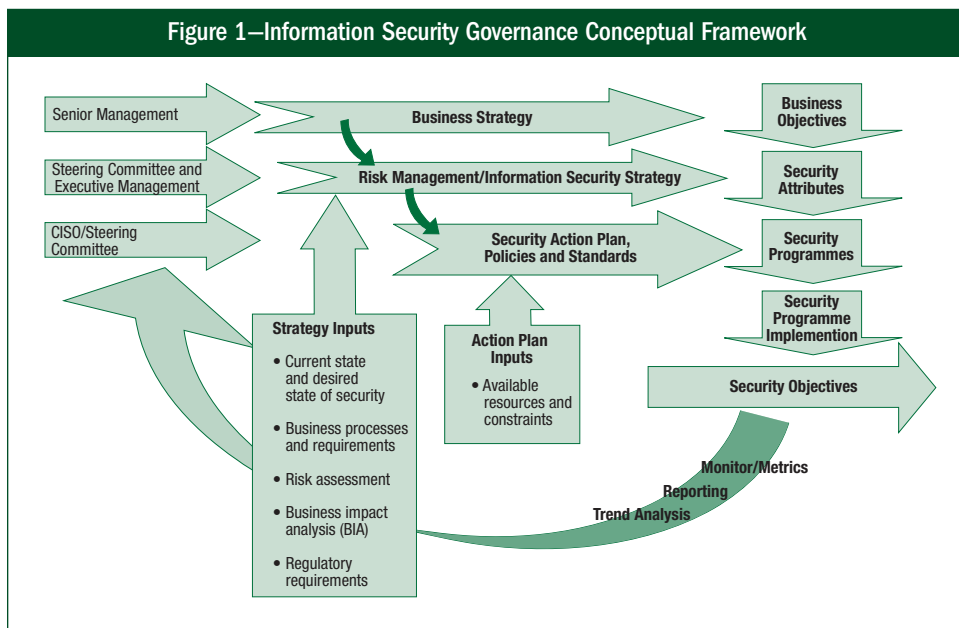 Figure 1—Information Security Governance Conceptual Framework
Senior Management
Business Strategy
Business
Objectives
Steering Committee and
Executive Management
Risk Management/Information Security Strategy
Security
Attributes
CISO/Steering
Committee
Security Action Plan,
Policies and Standards
Security
Programmes
Security
Programme
Implemention
Strategy Inputs
• Current state
and desired
state of security
• Business processes
and requirements
• Risk assessment
• Business impact
analysis (BIA)
• Regulatory
requirements
Action Plan
Inputs
• Available
resources and
constraints
Security Objectives
Monitor/Metrics
Reporting
Trend Analysis